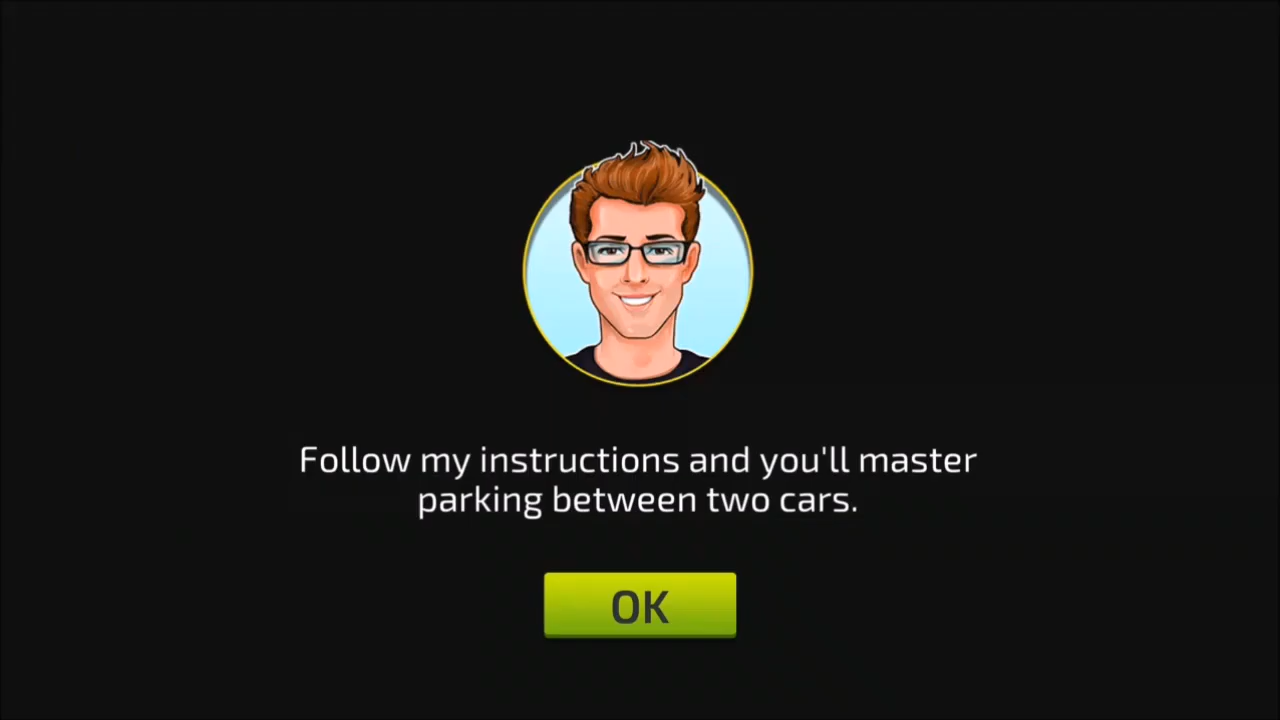 Follow my instructions and you'll master
parking between two cars.
OK